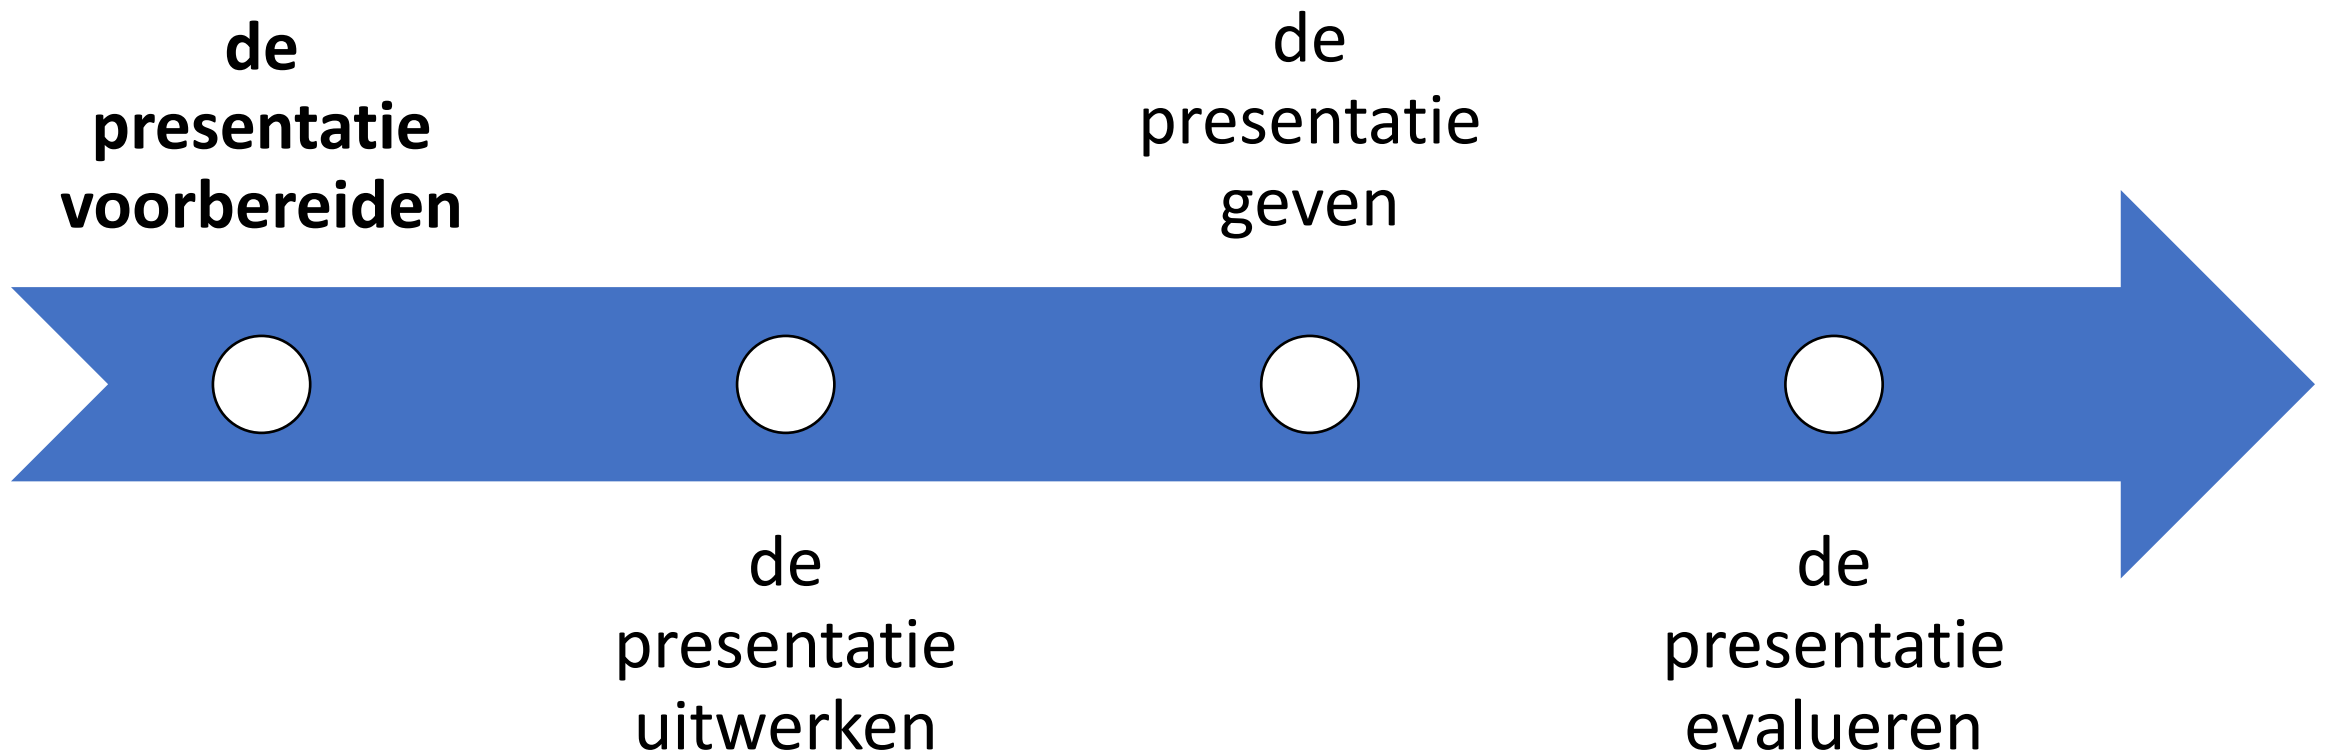 de
presentatie
voorbereiden
de
presentatie
uitwerken
de
presentatie
geven
de
presentatie
evalueren